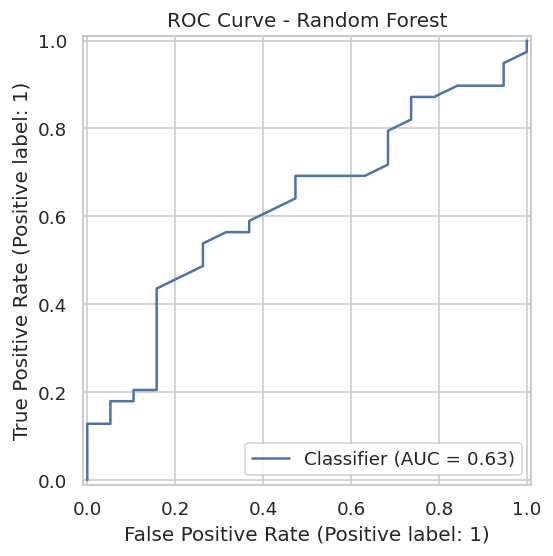 ROC Curve - Random Forest
True Positive Rate (Positive label: 1)
1.0
0.8
0.6
0.4
0.2
0.0
Classifier (AUC = 0.63)
0.0 0.2 0.4 0.6 0.8 1.0
False Positive Rate (Positive label: 1)